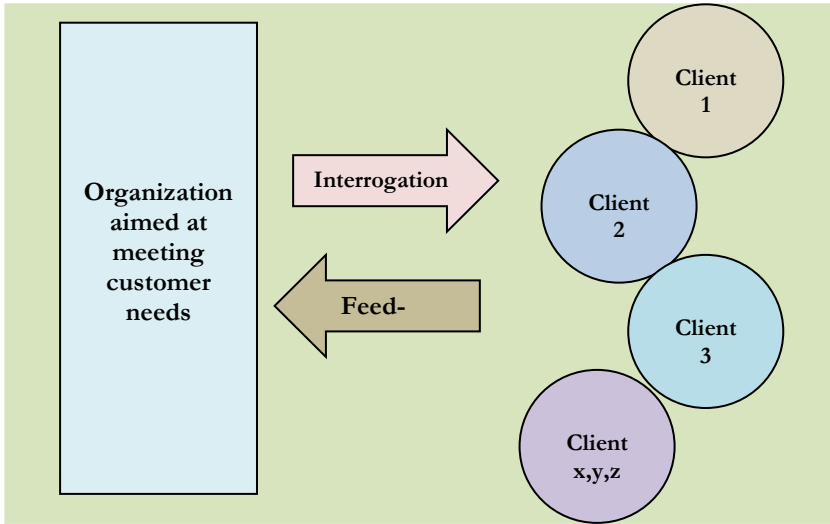 Organization
aimed at
meeting
customer
needs
Interrogation
Feed-
Client
1
Client
2
Client
3
Client
x,y,z